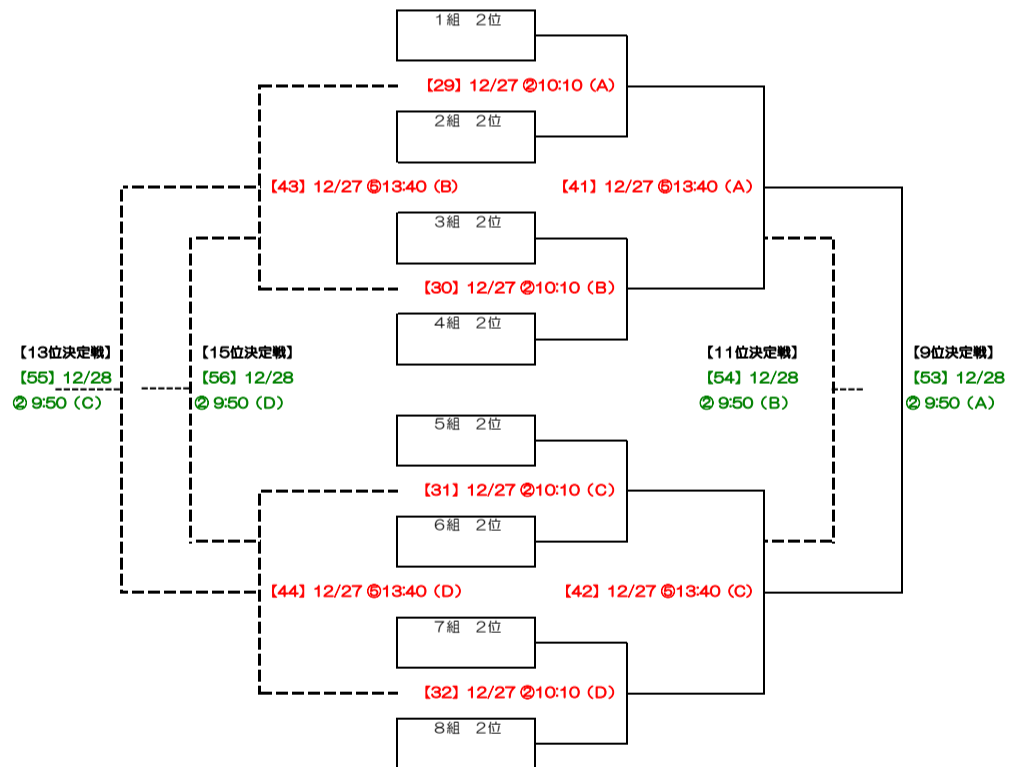 1組 2位
【29】12/27 ②10:10（A）
2組 2位
【43】12/27 ⑤13:40（B）
【41】12/27 ⑤13:40（A）
3組 2位
【30】12/27 ②10:10（B）
4組 2位
【13位決定戦】
【55】12/28
② 9:50（C）
【15位決定戦】
【56】12/28
② 9:50（D）
【11位決定戦】
【54】12/28
② 9:50（B）
【9位決定戦】
【53】12/28
② 9:50（A）
5組 2位
【31】12/27 ②10:10（C）
6組 2位
【44】12/27 ⑤13:40（D）
【42】12/27 ⑤13:40（C）
7組 2位
【32】12/27 ②10:10（D）
8組 2位